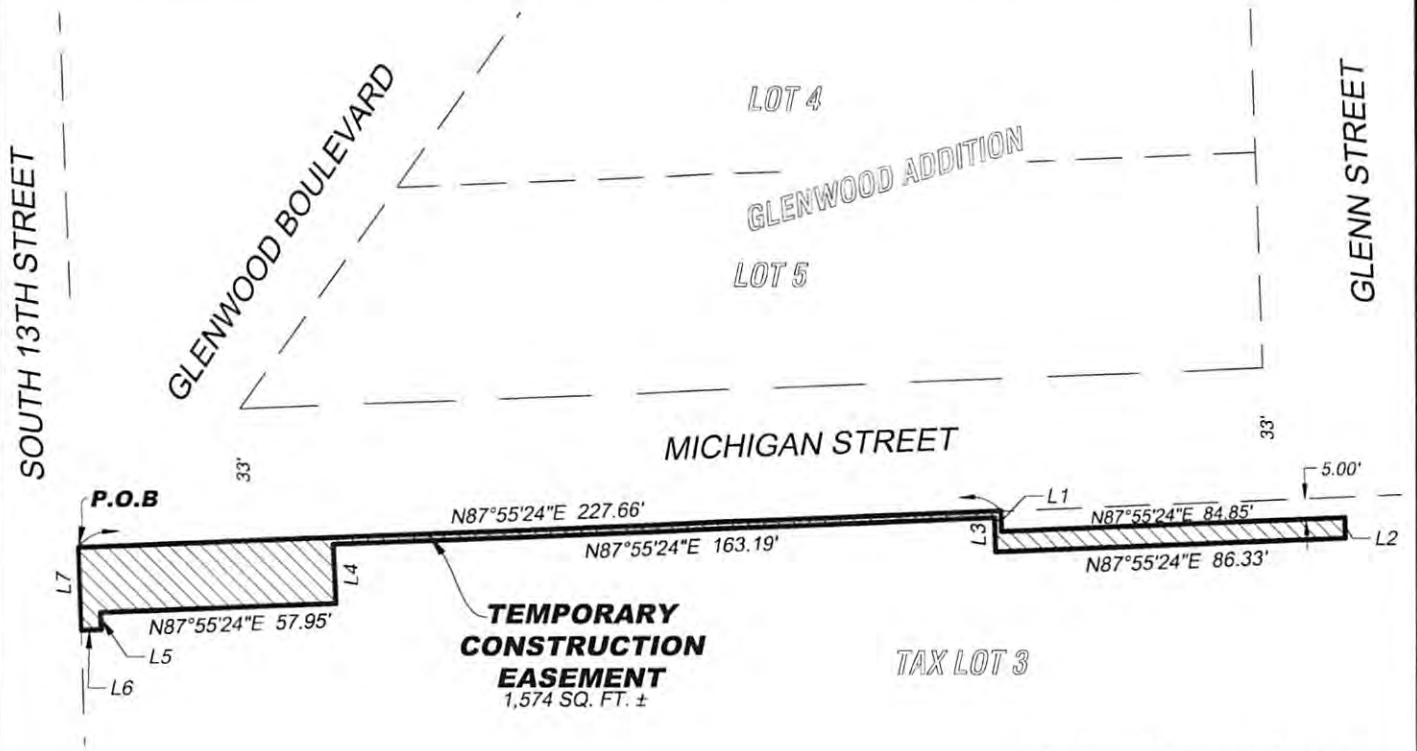 LOT 4
GLENWOOD ADDITION
LOT 5
GLENWOOD BOULEVARD
SOUTH 13TH STREET
GLENN STREET
MICHIGAN STREET
33'
33'
5.00'
P.O.B
N87°55'24"E 227.66'
L1
N87°55'24"E 84.85'
L2
L3
N87°55'24"E 163.19'
N87°55'24"E 86.33'
L7
L4
N87°55'24"E 57.95'
L5
L6
TEMPORARY
CONSTRUCTION
EASEMENT
1,574 SQ. FT. ±
TAX LOT 3